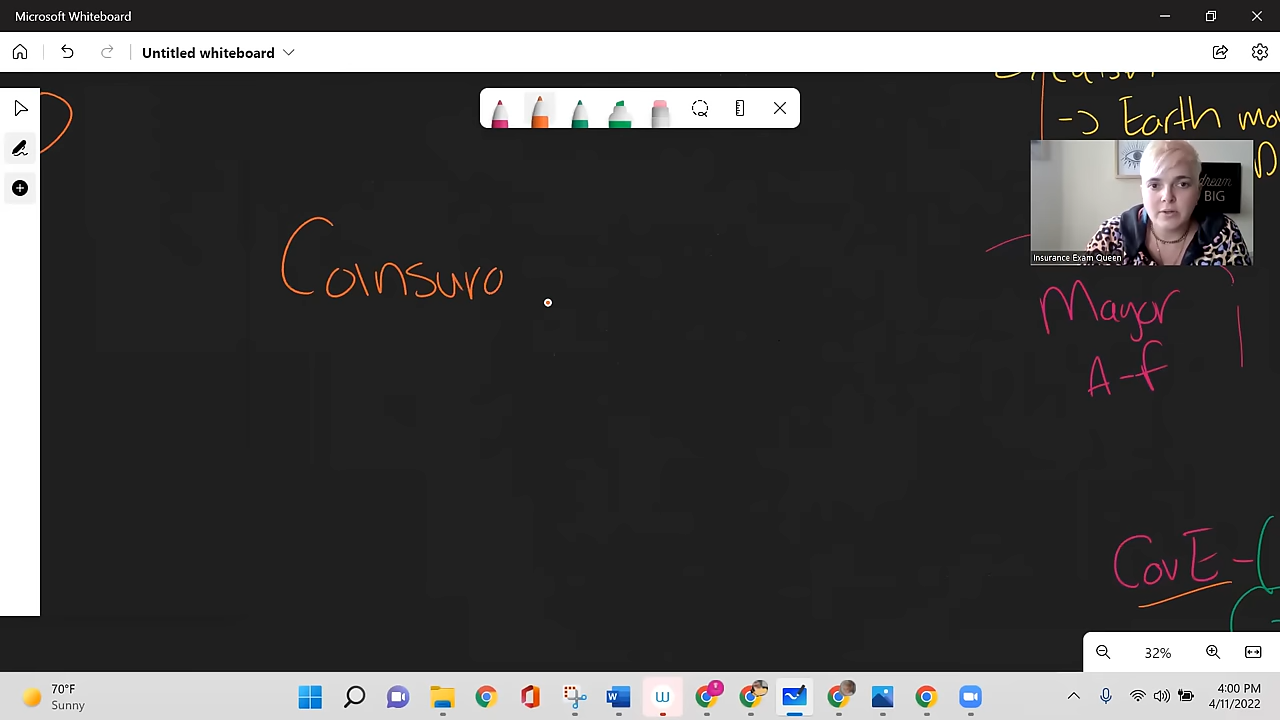 Microsoft Whiteboard
Untitled whiteboard
-> Earth mo
D
dream
BIG
Insurance Exam Queen
Coinsura
Mayor
A-f
Cov E -
32%
70°F
Sunny
4:00 PM
4/11/2022